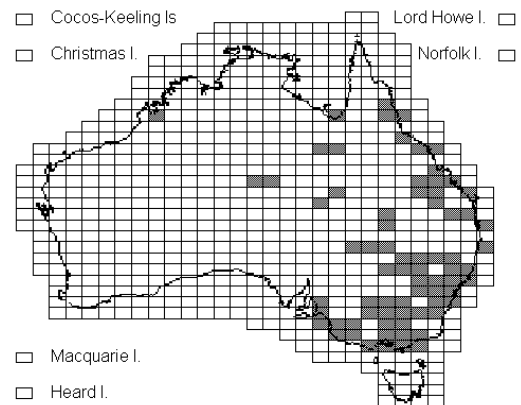 Cocos-Keeling Is
Lord Howe I.
Christmas I.
Norfolk I.
Macquarie I.
Heard I.